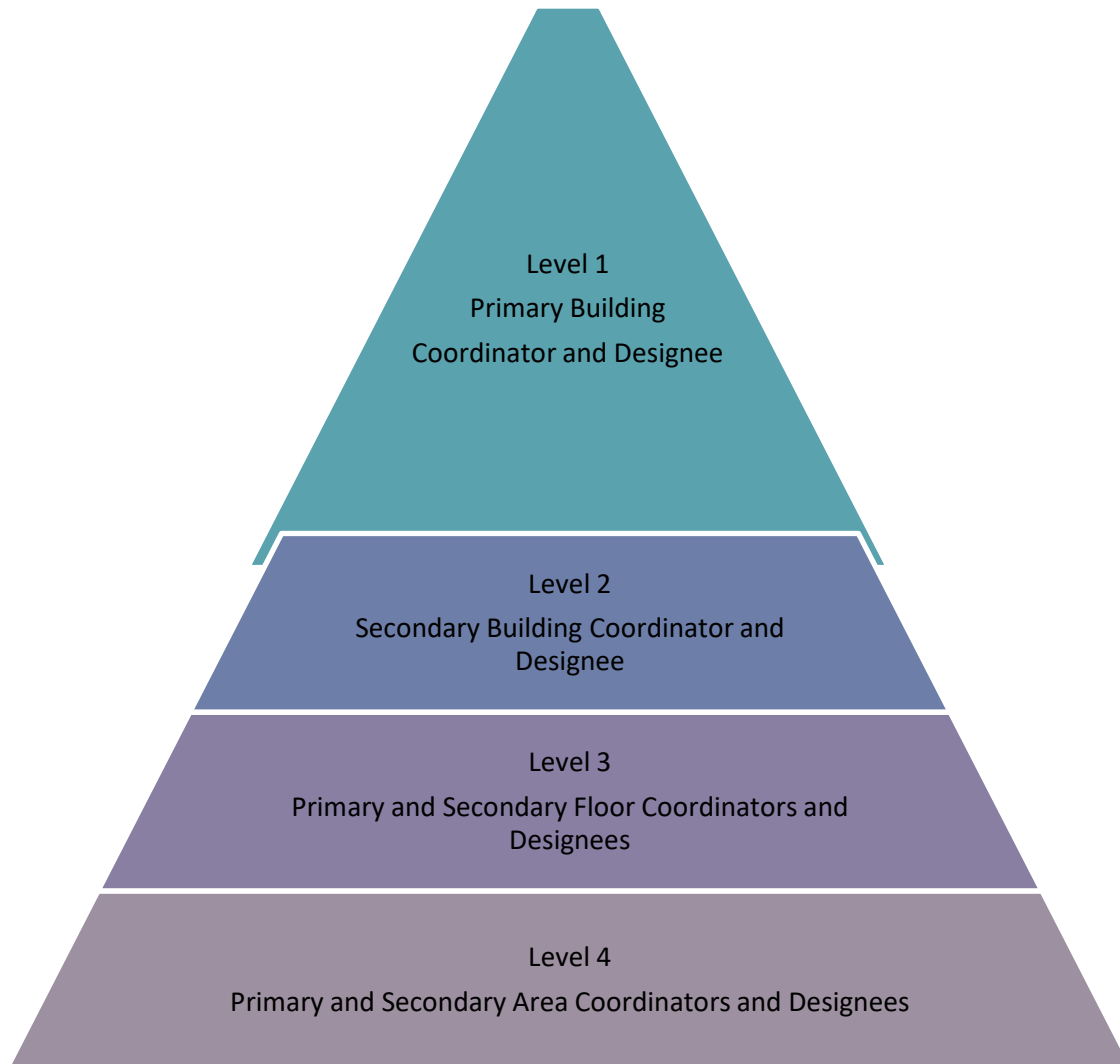 Level 1
Primary Building
Coordinator and Designee
Level 2
Secondary Building Coordinator and
Designee
Level 3
Primary and Secondary Floor Coordinators and
Designees
Level 4
Primary and Secondary Area Coordinators and Designees